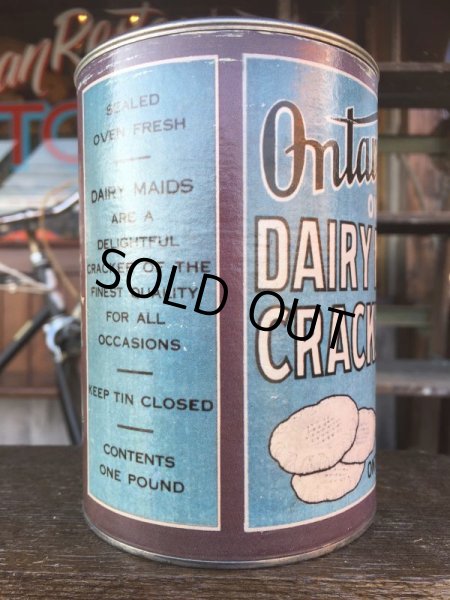 SEALED
OVEN FRESH
DAIRY MAIDS
ARE A
DELIGHTFUL
CRACKER OF THE
FINEST QUALITY
FOR ALL
OCCASIONS
KEEP TIN CLOSED
CONTENTS
ONE POUND
Onta
DAIRY
CRACK
SOLD OUT